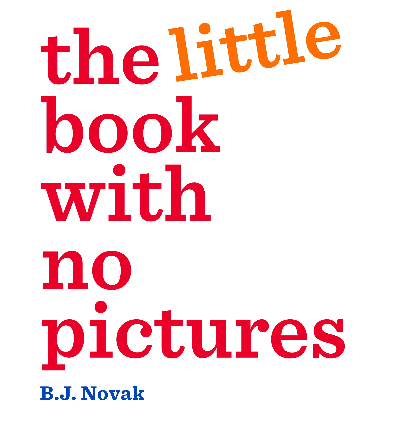 the little
book
with
no
pictures
B.J. Novak